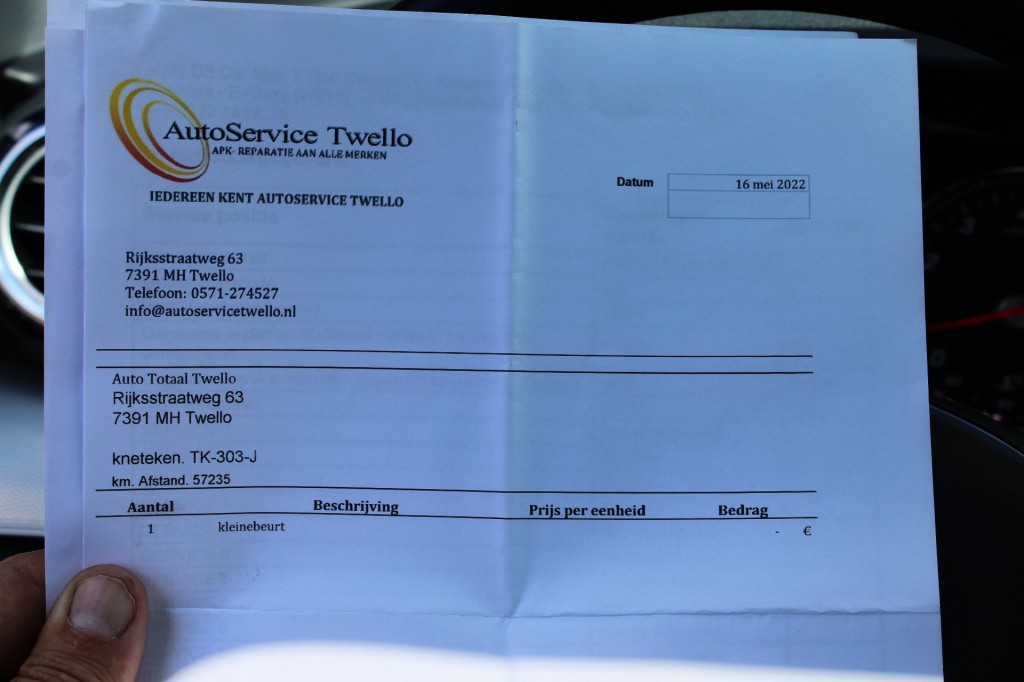 AutoService Twello
APK- REPARATIE AAN ALLE MERKEN
IEDEREEN KENT AUTOSERVICE TWELLO
Datum 16 mei 2022
Rijksstraatweg 63
7391 MH Twello
Telefoon: 0571-274527
info@autoservicetwello.nl
Auto Totaal Twello
Rijksstraatweg 63
7391 MH Twello
kneteken. TK-303-J
km. Afstand. 57235
Aantal Beschrijving Prijs per eenheid Bedrag
1 kleinebeurt - €